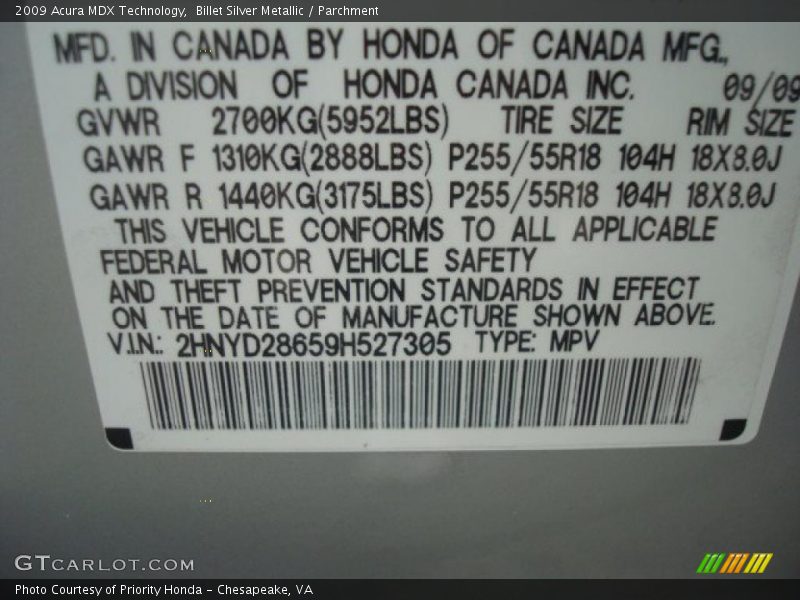 2009 Acura MDX Technology, Billet Silver Metallic / Parchment
MFD. IN CANADA BY HONDA OF CANADA MFG.,
A DIVISION OF HONDA CANADA INC. 09/09
GVWR 2700KG(5952LBS) TIRE SIZE RIM SIZE
GAWR F 1310KG(2888LBS) P255/55R18 104H 18X8.0J
GAWR R 1440KG(3175LBS) P255/55R18 104H 18X8.0J
THIS VEHICLE CONFORMS TO ALL APPLICABLE
FEDERAL MOTOR VEHICLE SAFETY
AND THEFT PREVENTION STANDARDS IN EFFECT
ON THE DATE OF MANUFACTURE SHOWN ABOVE.
V.I.N.: 2HNYD28659H527305 TYPE: MPV
GTCARLOT.COM
Photo Courtesy of Priority Honda - Chesapeake, VA